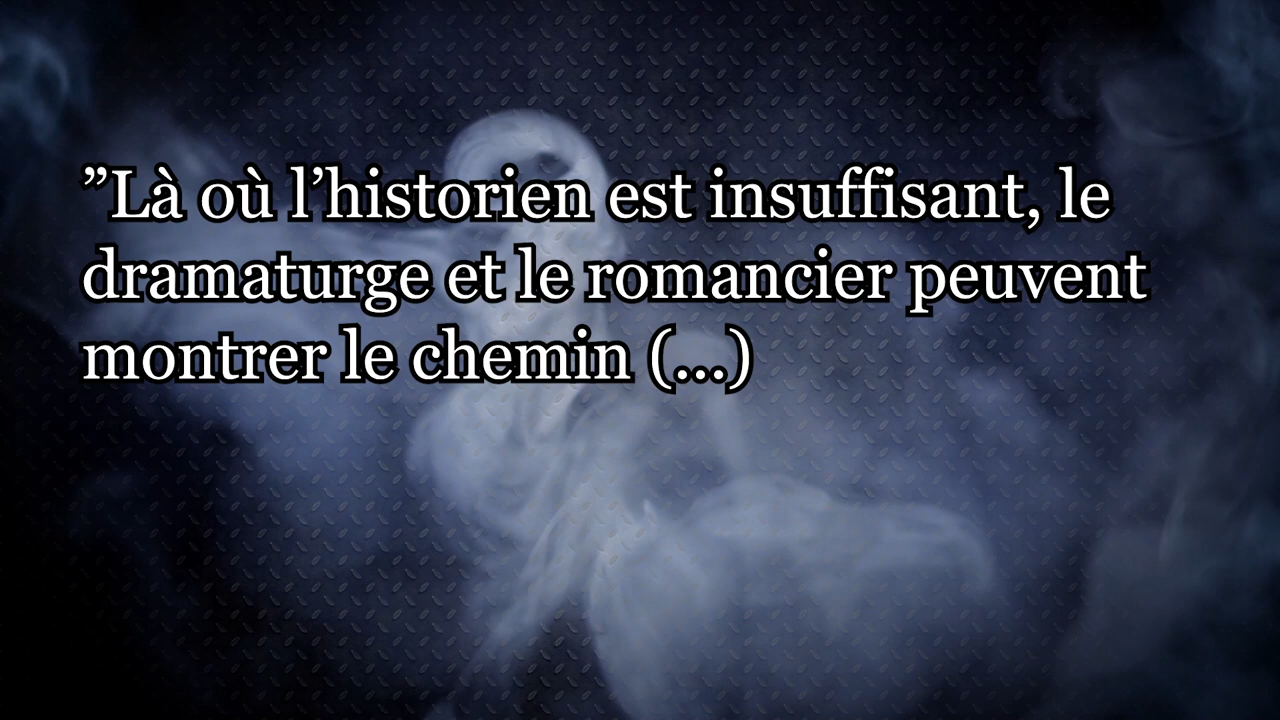 ”Là où l’historien est insuffisant, le
dramaturge et le romancier peuvent
montrer le chemin (...)